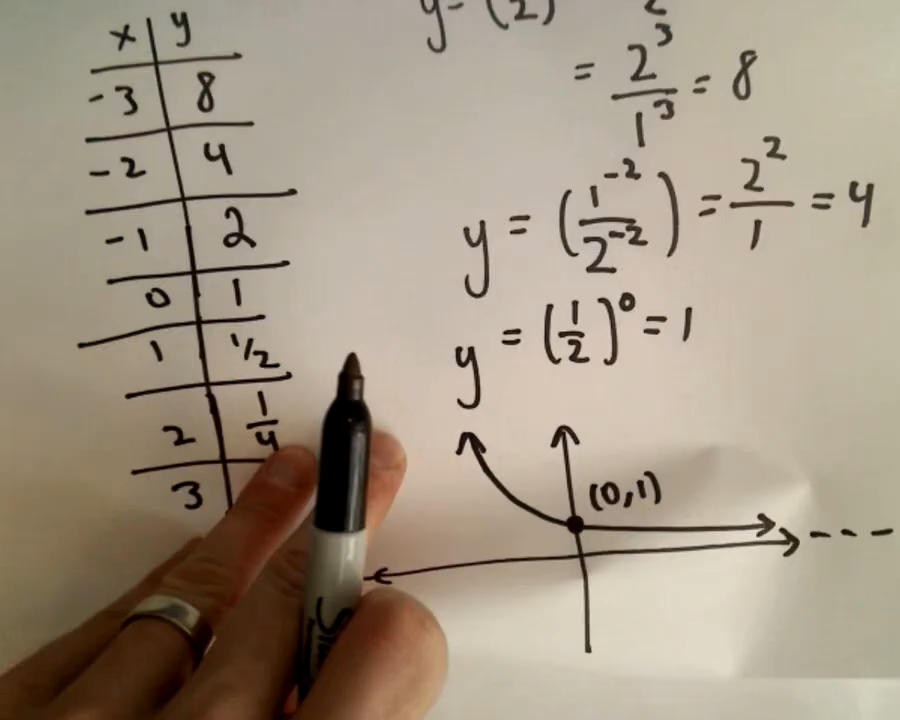 x y
-3 8
-2 4
-1 2
0 1
1 1/2
2 1/4
3
= 2^3/1^3 = 8
y = (1^-2/2^-2) = 2^2/1 = 4
y = (1/2)^0 = 1
(0,1)